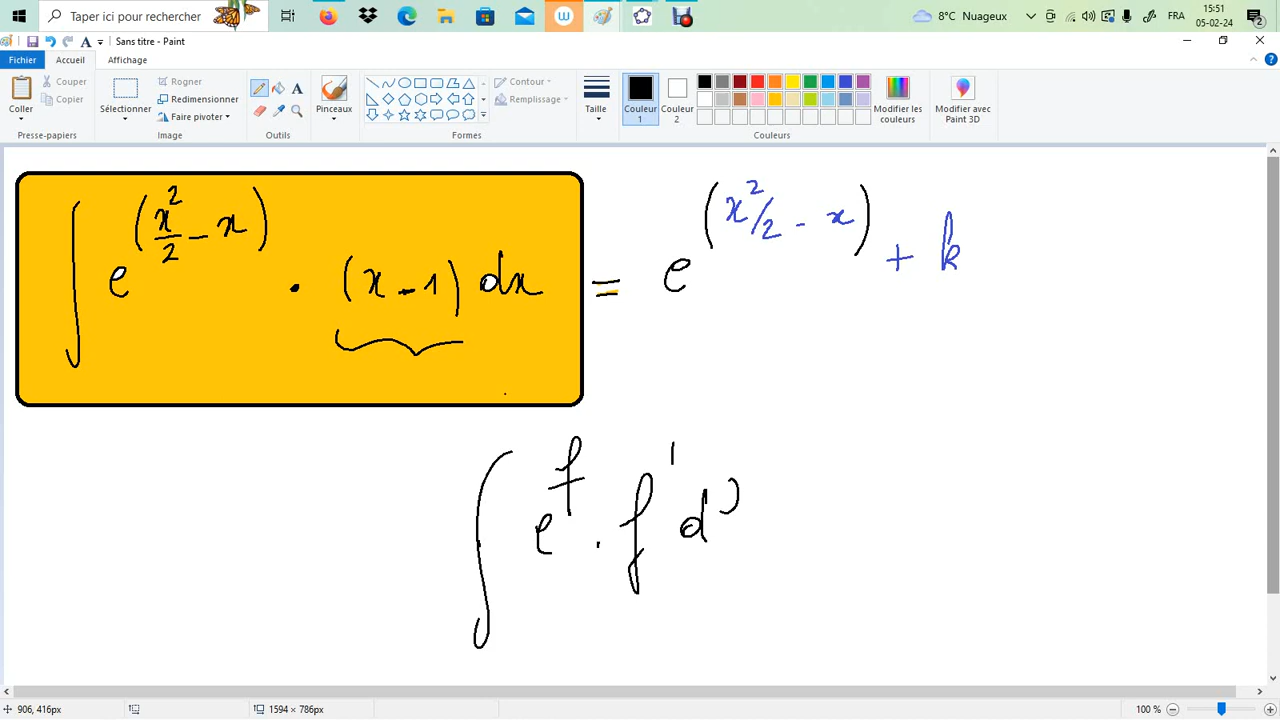 Taper ici pour rechercher
8°C Nuageux
FRA
15:51
05-02-24
2
Sans titre - Paint
Fichier Accueil Affichage
Coller
Couper
Copier
Presse-papiers
Sélectionner
Rogner
Redimensionner
Faire pivoter
Image
A
Outils
Pinceaux
Contour
Remplissage
Formes
Taille
Couleur 1
Couleur 2
Modifier les couleurs
Modifier avec Paint 3D
Couleurs
∫ e^(x²/2 - x) · (x - 1) dx = e^(x²/2 - x) + k
∫ e^f · f' d
906, 416px
1594 × 786px
100 %